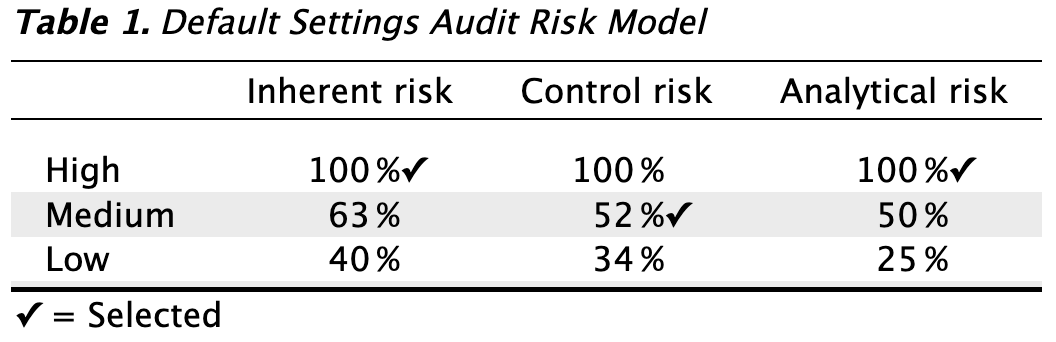 Table 1. Default Settings Audit Risk Model
Inherent risk Control risk Analytical risk
High 100 %✔ 100 % 100 %✔
Medium 63 % 52 %✔ 50 %
Low 40 % 34 % 25 %
✔ = Selected